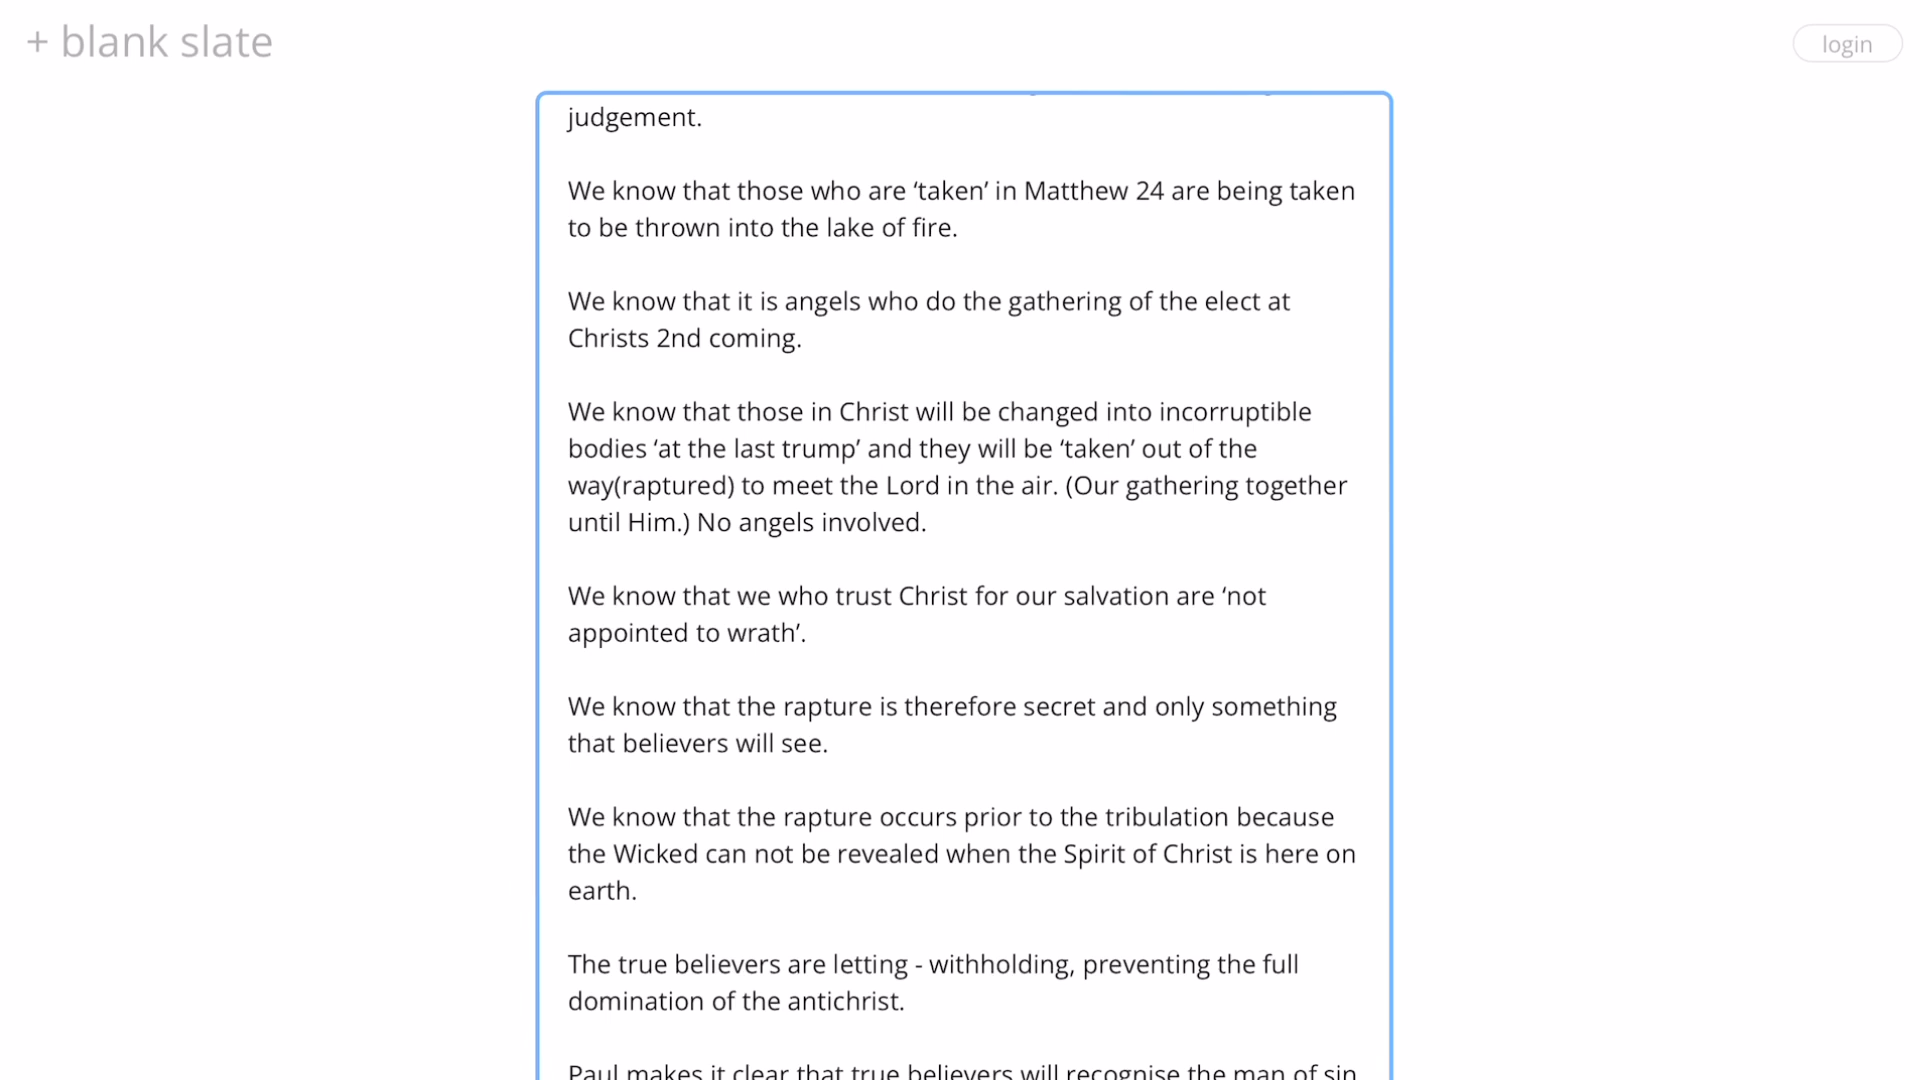 + blank slate
login
judgement.
We know that those who are ‘taken’ in Matthew 24 are being taken
to be thrown into the lake of fire.
We know that it is angels who do the gathering of the elect at
Christs 2nd coming.
We know that those in Christ will be changed into incorruptible
bodies ‘at the last trump’ and they will be ‘taken’ out of the
way(raptured) to meet the Lord in the air. (Our gathering together
until Him.) No angels involved.
We know that we who trust Christ for our salvation are ‘not
appointed to wrath’.
We know that the rapture is therefore secret and only something
that believers will see.
We know that the rapture occurs prior to the tribulation because
the Wicked can not be revealed when the Spirit of Christ is here on
earth.
The true believers are letting - withholding, preventing the full
domination of the antichrist.
Paul makes it clear that true believers will recognise the man of sin